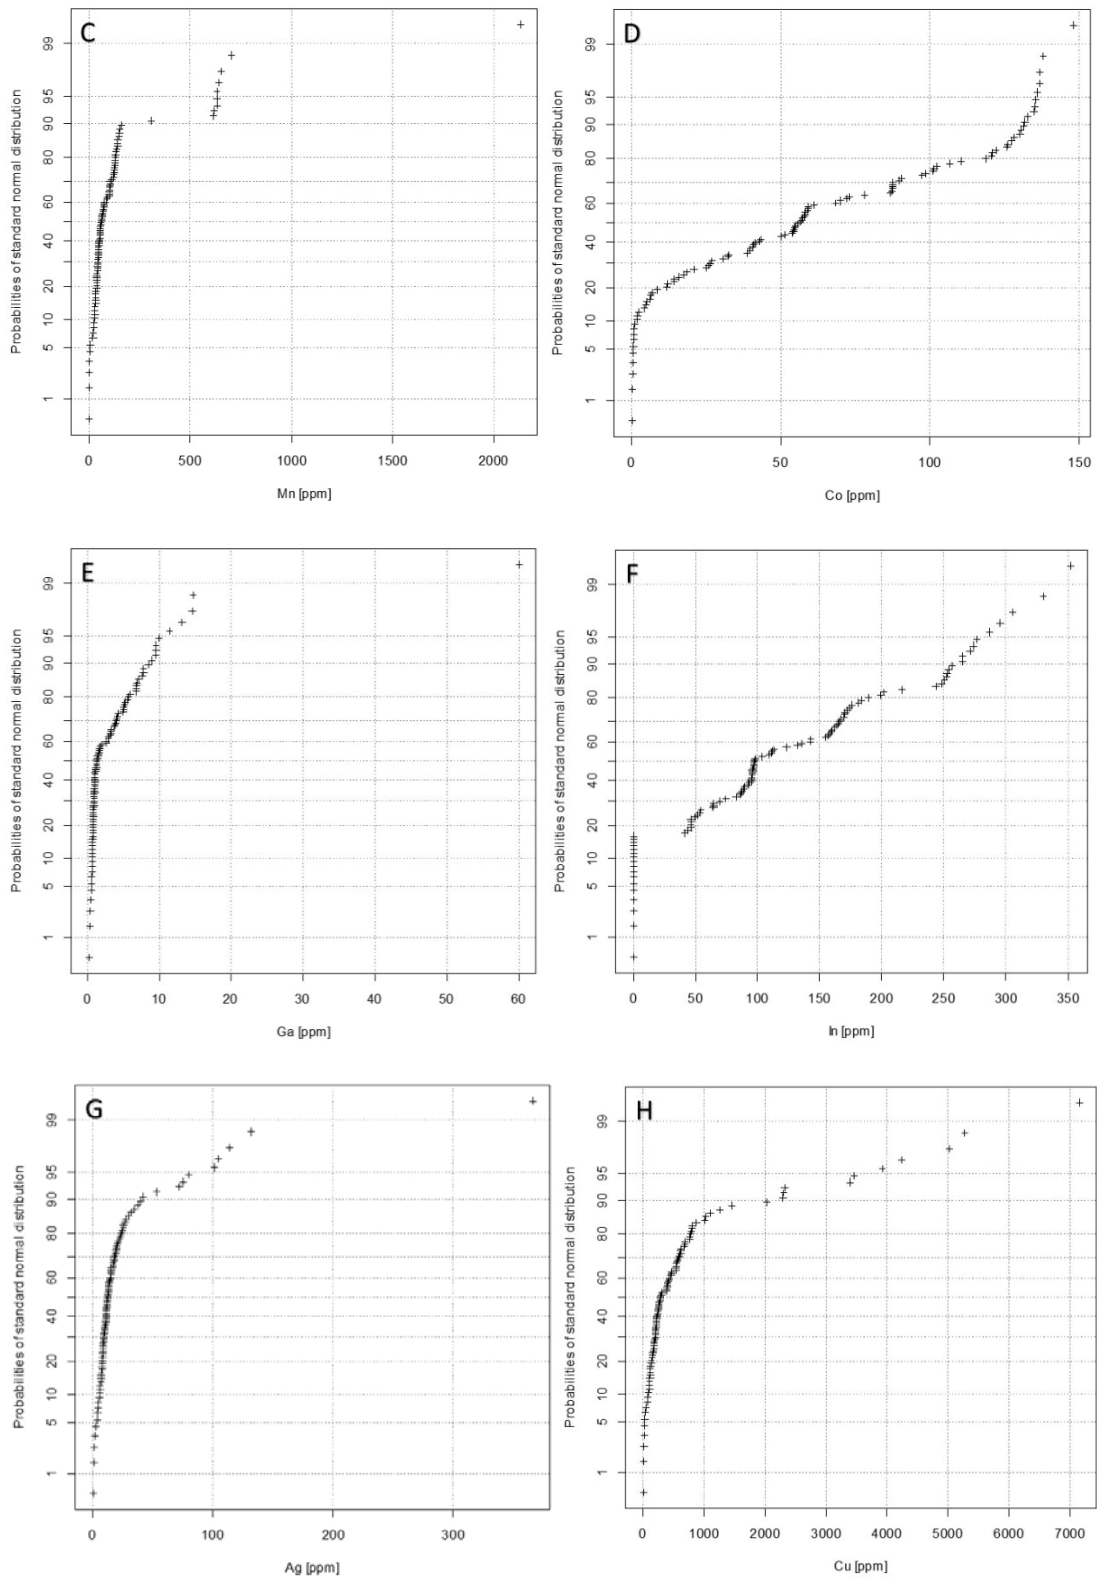 C
Probabilities of standard normal distribution
99
95
90
80
60
40
20
10
5
1
0 500 1000 1500 2000
Mn [ppm]
D
Probabilities of standard normal distribution
99
95
90
80
60
40
20
10
5
1
0 50 100 150
Co [ppm]
E
Probabilities of standard normal distribution
99
95
90
80
60
40
20
10
5
1
0 10 20 30 40 50 60
Ga [ppm]
F
Probabilities of standard normal distribution
99
95
90
80
60
40
20
10
5
1
0 50 100 150 200 250 300 350
In [ppm]
G
Probabilities of standard normal distribution
99
95
90
80
60
40
20
10
5
1
0 100 200 300
Ag [ppm]
H
Probabilities of standard normal distribution
99
95
90
80
60
40
20
10
5
1
0 1000 2000 3000 4000 5000 6000 7000
Cu [ppm]